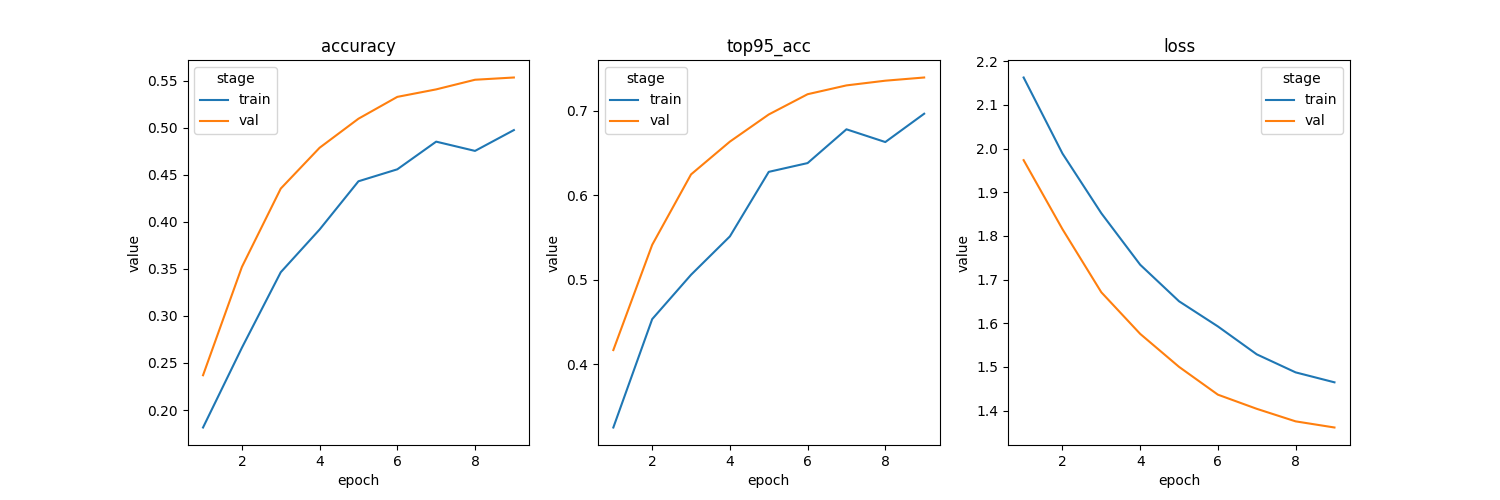 accuracy
value
0.55
0.50
0.45
0.40
0.35
0.30
0.25
0.20
stage
train
val
2
4
6
8
epoch
top95_acc
value
0.7
0.6
0.5
0.4
stage
train
val
2
4
6
8
epoch
loss
value
2.2
2.1
2.0
1.9
1.8
1.7
1.6
1.5
1.4
stage
train
val
2
4
6
8
epoch